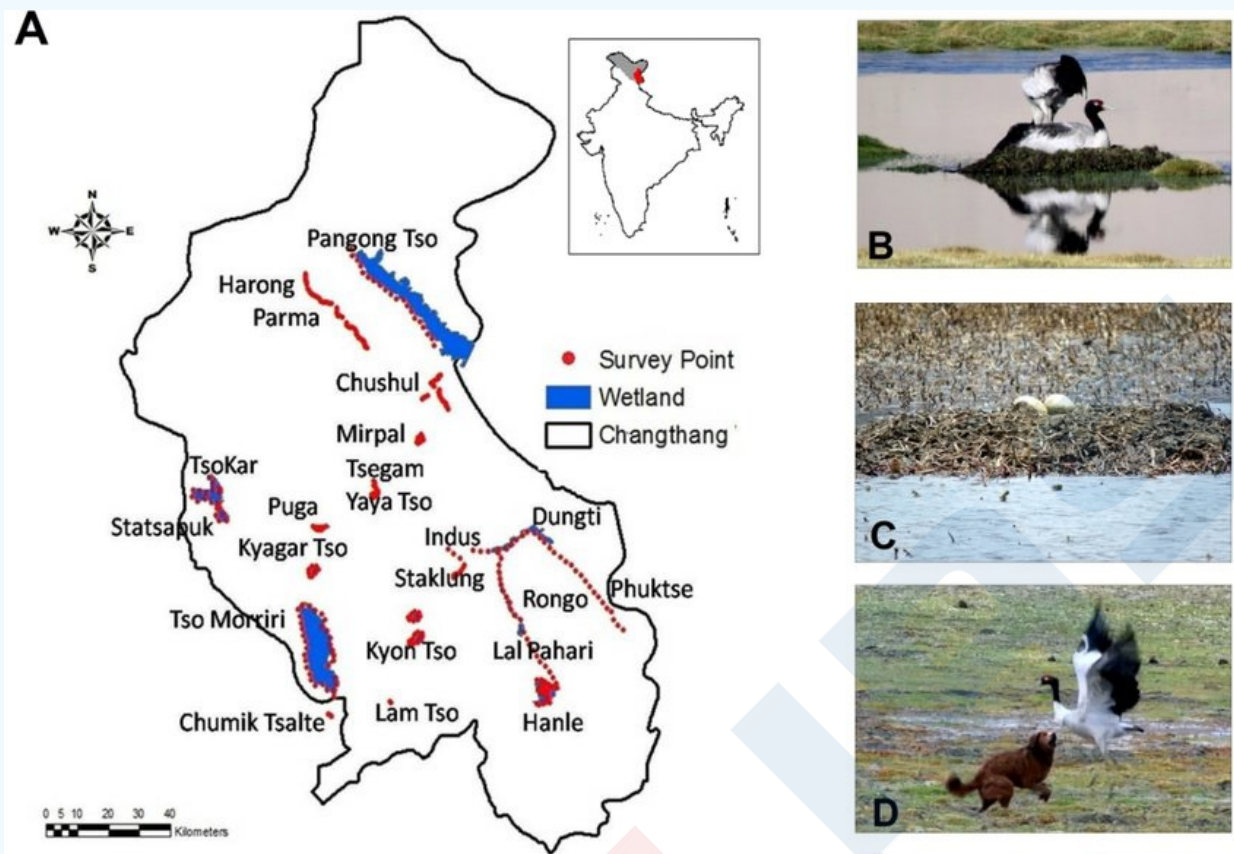 A
N
W E
S
Pangong Tso
Harong
Parma
Chushul
Mirpal
TsoKar
Tsegam
Yaya Tso
Puga
Statsapuk
Kyagar Tso
Indus
Dungti
Staklung
Rongo
Phuktse
Tso Morriri
Kyon Tso
Lal Pahari
Chumik Tsalte
Lam Tso
Hanle
Survey Point
Wetland
Changthang
0 5 10 20 30 40
Kilometers
B
C
D